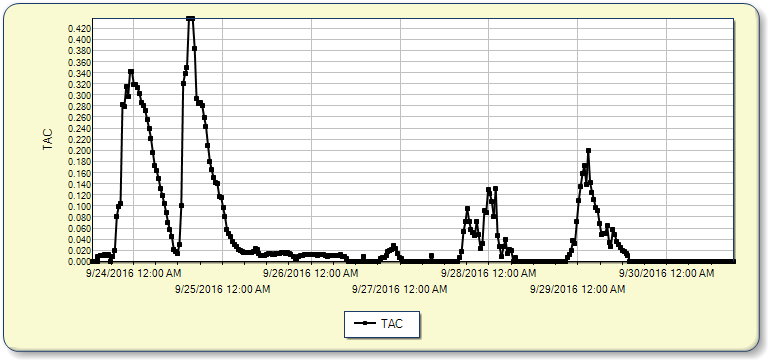 0.420
0.400
0.380
0.360
0.340
0.320
0.300
0.280
0.260
0.240
0.220
0.200
0.180
0.160
0.140
0.120
0.100
0.080
0.060
0.040
0.020
0.000
TAC
9/24/2016 12:00 AM
9/25/2016 12:00 AM
9/26/2016 12:00 AM
9/27/2016 12:00 AM
9/28/2016 12:00 AM
9/29/2016 12:00 AM
9/30/2016 12:00 AM
TAC